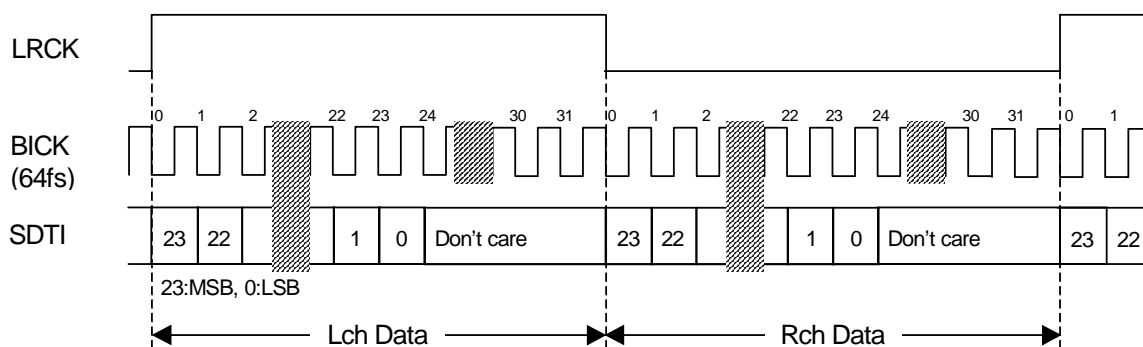 LRCK
0 1 2 22 23 24 30 31 0 1 2 22 23 24 30 31 0 1
BICK
(64fs)
SDTI 23 22 1 0 Don't care 23 22 1 0 Don't care 23 22
23:MSB, 0:LSB
Lch Data Rch Data